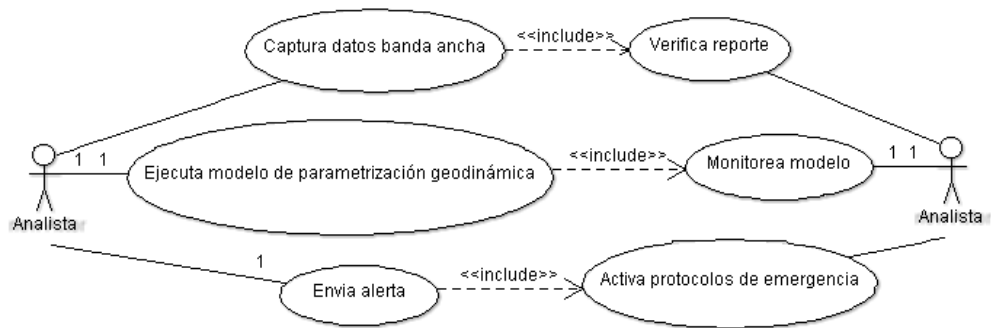 Captura datos banda ancha
<<include>>
Verifica reporte
1 1
Ejecuta modelo de parametrización geodinámica
<<include>>
Monitorea modelo
1 1
Analista
Analista
1
Envia alerta
<<include>>
Activa protocolos de emergencia